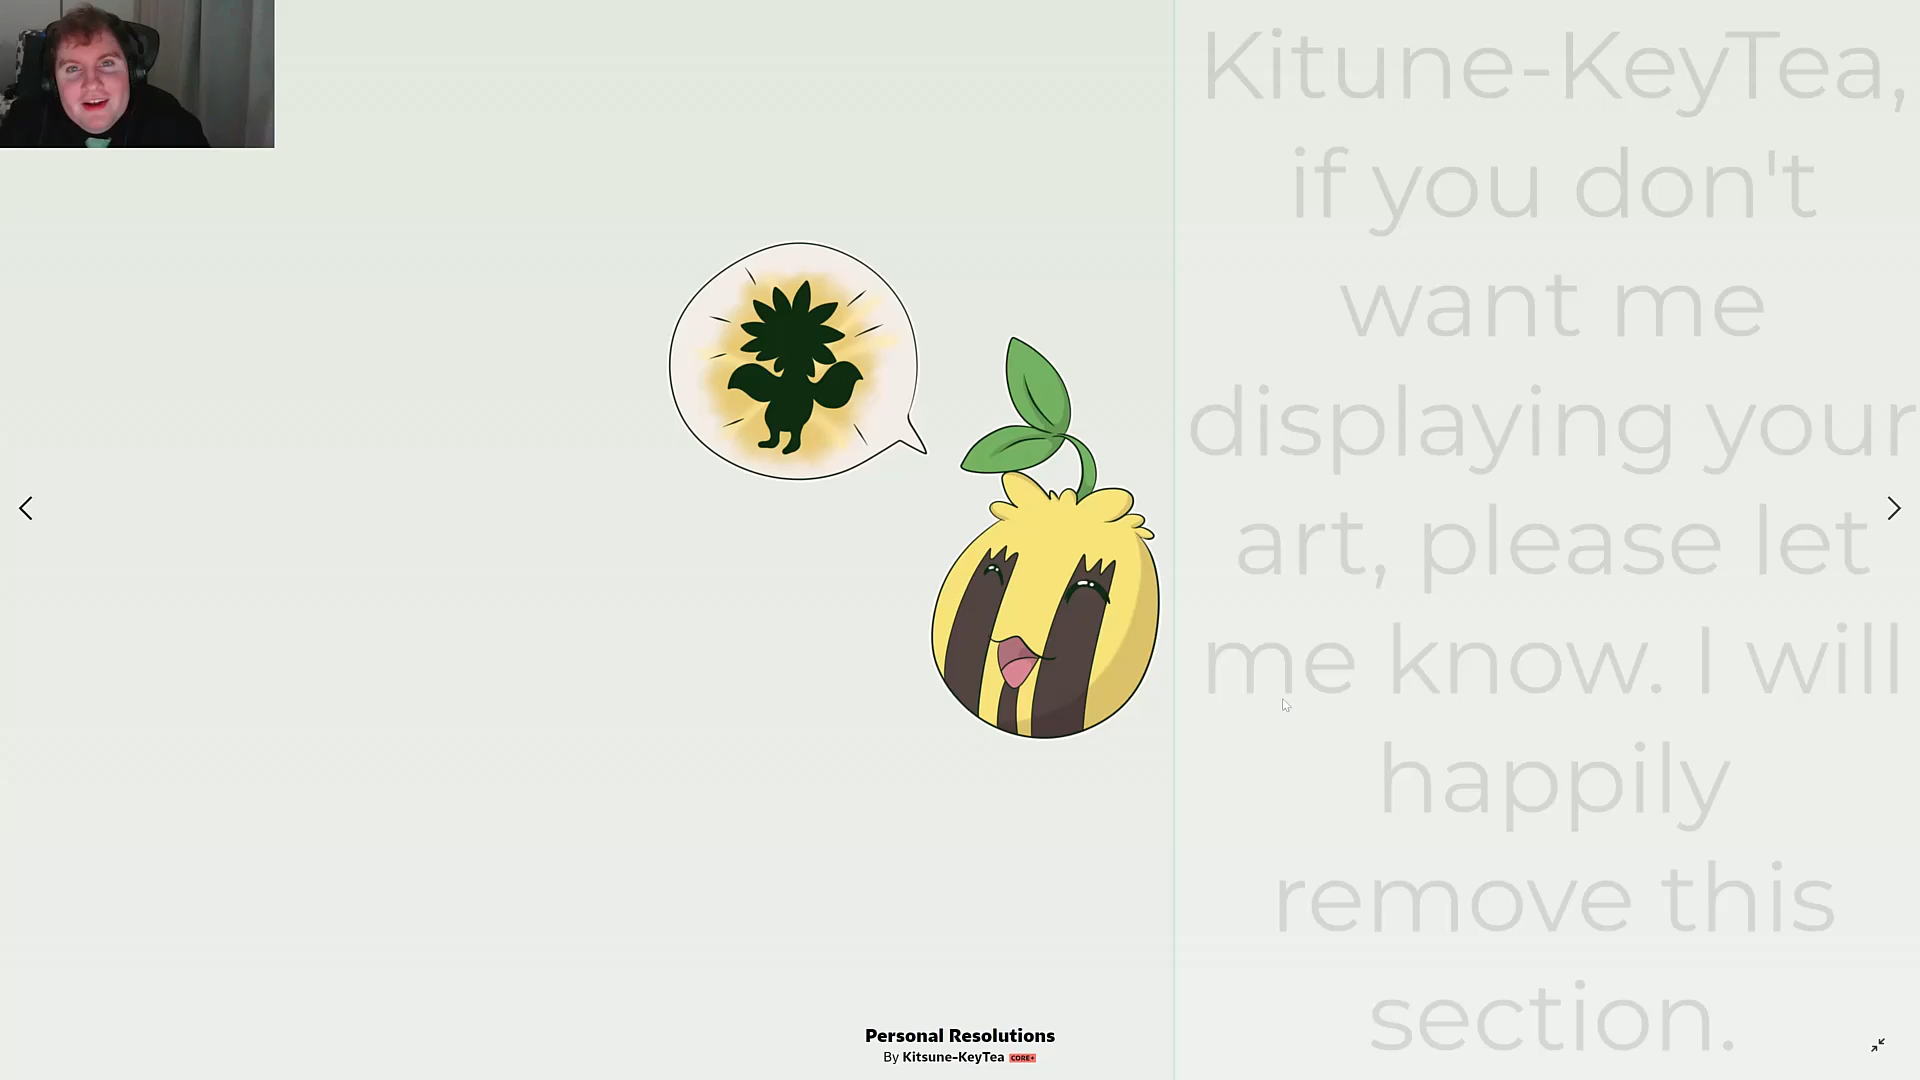 Kitune-KeyTea,
if you don't
want me
displaying your
art, please let
me know. I will
happily
remove this
section.
Personal Resolutions
By Kitsune-KeyTea CORE+